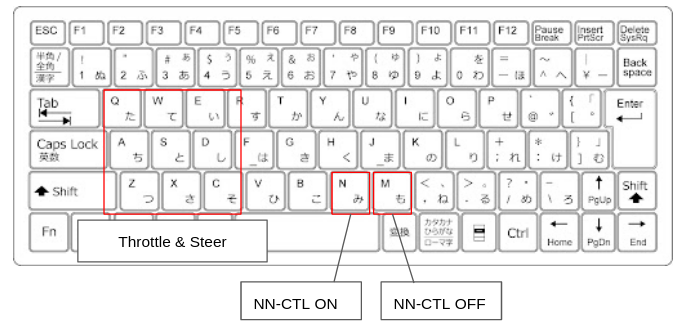 ESC F1 F2 F3 F4 F5 F6 F7 F8 F9 F10 F11 F12 Pause Break Insert PrtScr Delete SysRq
半角/全角 漢字 ! 1 ぬ " 2 ふ # ぁ 3 あ $ ぅ 4 う % ぇ 5 え & ぉ 6 お ' ゃ 7 や ( ゅ 8 ゆ ) ょ 9 よ を 0 わ = - ほ ~ ^ へ | ¥ ー Back space
Tab Q た W て E い R す T か Y ん U な I に O ら P せ ` @ ゛ { 「 [ ゜ Enter
Caps Lock 英数 A ち S と D し F は G き H く J ま K の L り + ; れ * : け } 」 ] む
Shift Z つ X さ C そ V ひ B こ N み M も < 、 , ね > 。 . る ? ・ / め _ \ ろ ↑ PgUp Shift
Fn 変換 カタカナ ひらがな ローマ字 Ctrl ← Home ↓ PgDn → End
Throttle & Steer
NN-CTL ON NN-CTL OFF